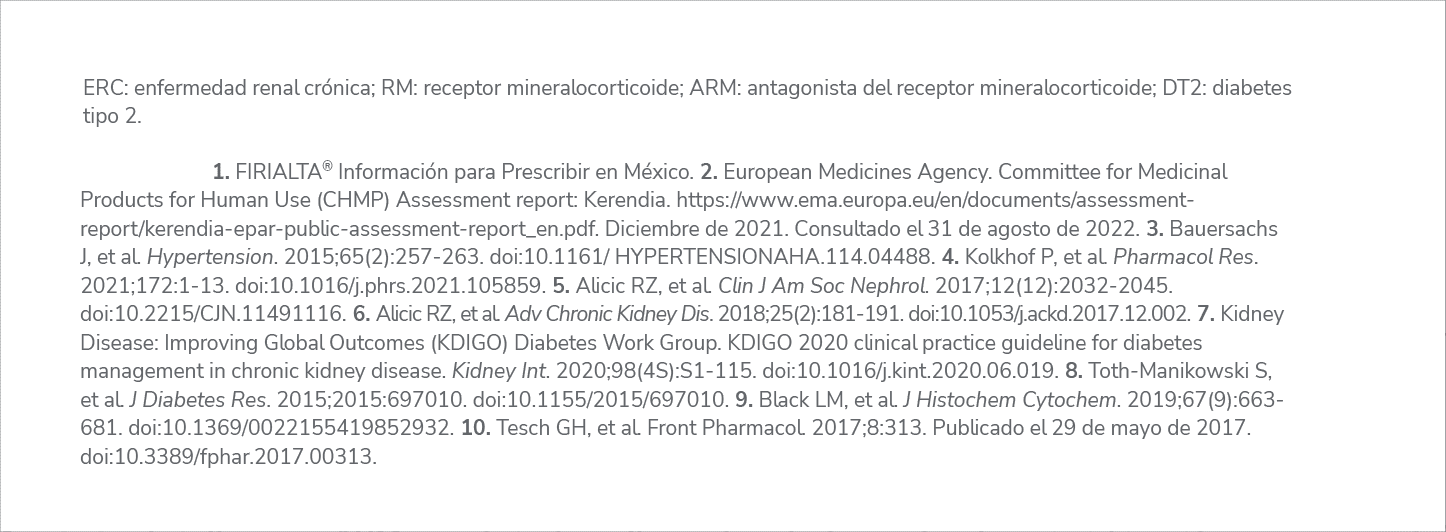 ERC: enfermedad renal crónica; RM: receptor mineralocorticoide; ARM: antagonista del receptor mineralocorticoide; DT2: diabetes
tipo 2.
1. FIRIALTA® Información para Prescribir en México. 2. European Medicines Agency. Committee for Medicinal
Products for Human Use (CHMP) Assessment report: Kerendia. https://www.ema.europa.eu/en/documents/assessment-
report/kerendia-epar-public-assessment-report_en.pdf. Diciembre de 2021. Consultado el 31 de agosto de 2022. 3. Bauersachs
J, et al. Hypertension. 2015;65(2):257-263. doi:10.1161/ HYPERTENSIONAHA.114.04488. 4. Kolkhof P, et al. Pharmacol Res.
2021;172:1-13. doi:10.1016/j.phrs.2021.105859. 5. Alicic RZ, et al. Clin J Am Soc Nephrol. 2017;12(12):2032-2045.
doi:10.2215/CJN.11491116. 6. Alicic RZ, et al. Adv Chronic Kidney Dis. 2018;25(2):181-191. doi:10.1053/j.ackd.2017.12.002. 7. Kidney
Disease: Improving Global Outcomes (KDIGO) Diabetes Work Group. KDIGO 2020 clinical practice guideline for diabetes
management in chronic kidney disease. Kidney Int. 2020;98(4S):S1-115. doi:10.1016/j.kint.2020.06.019. 8. Toth-Manikowski S,
et al. J Diabetes Res. 2015;2015:697010. doi:10.1155/2015/697010. 9. Black LM, et al. J Histochem Cytochem. 2019;67(9):663-
681. doi:10.1369/0022155419852932. 10. Tesch GH, et al. Front Pharmacol. 2017;8:313. Publicado el 29 de mayo de 2017.
doi:10.3389/fphar.2017.00313.